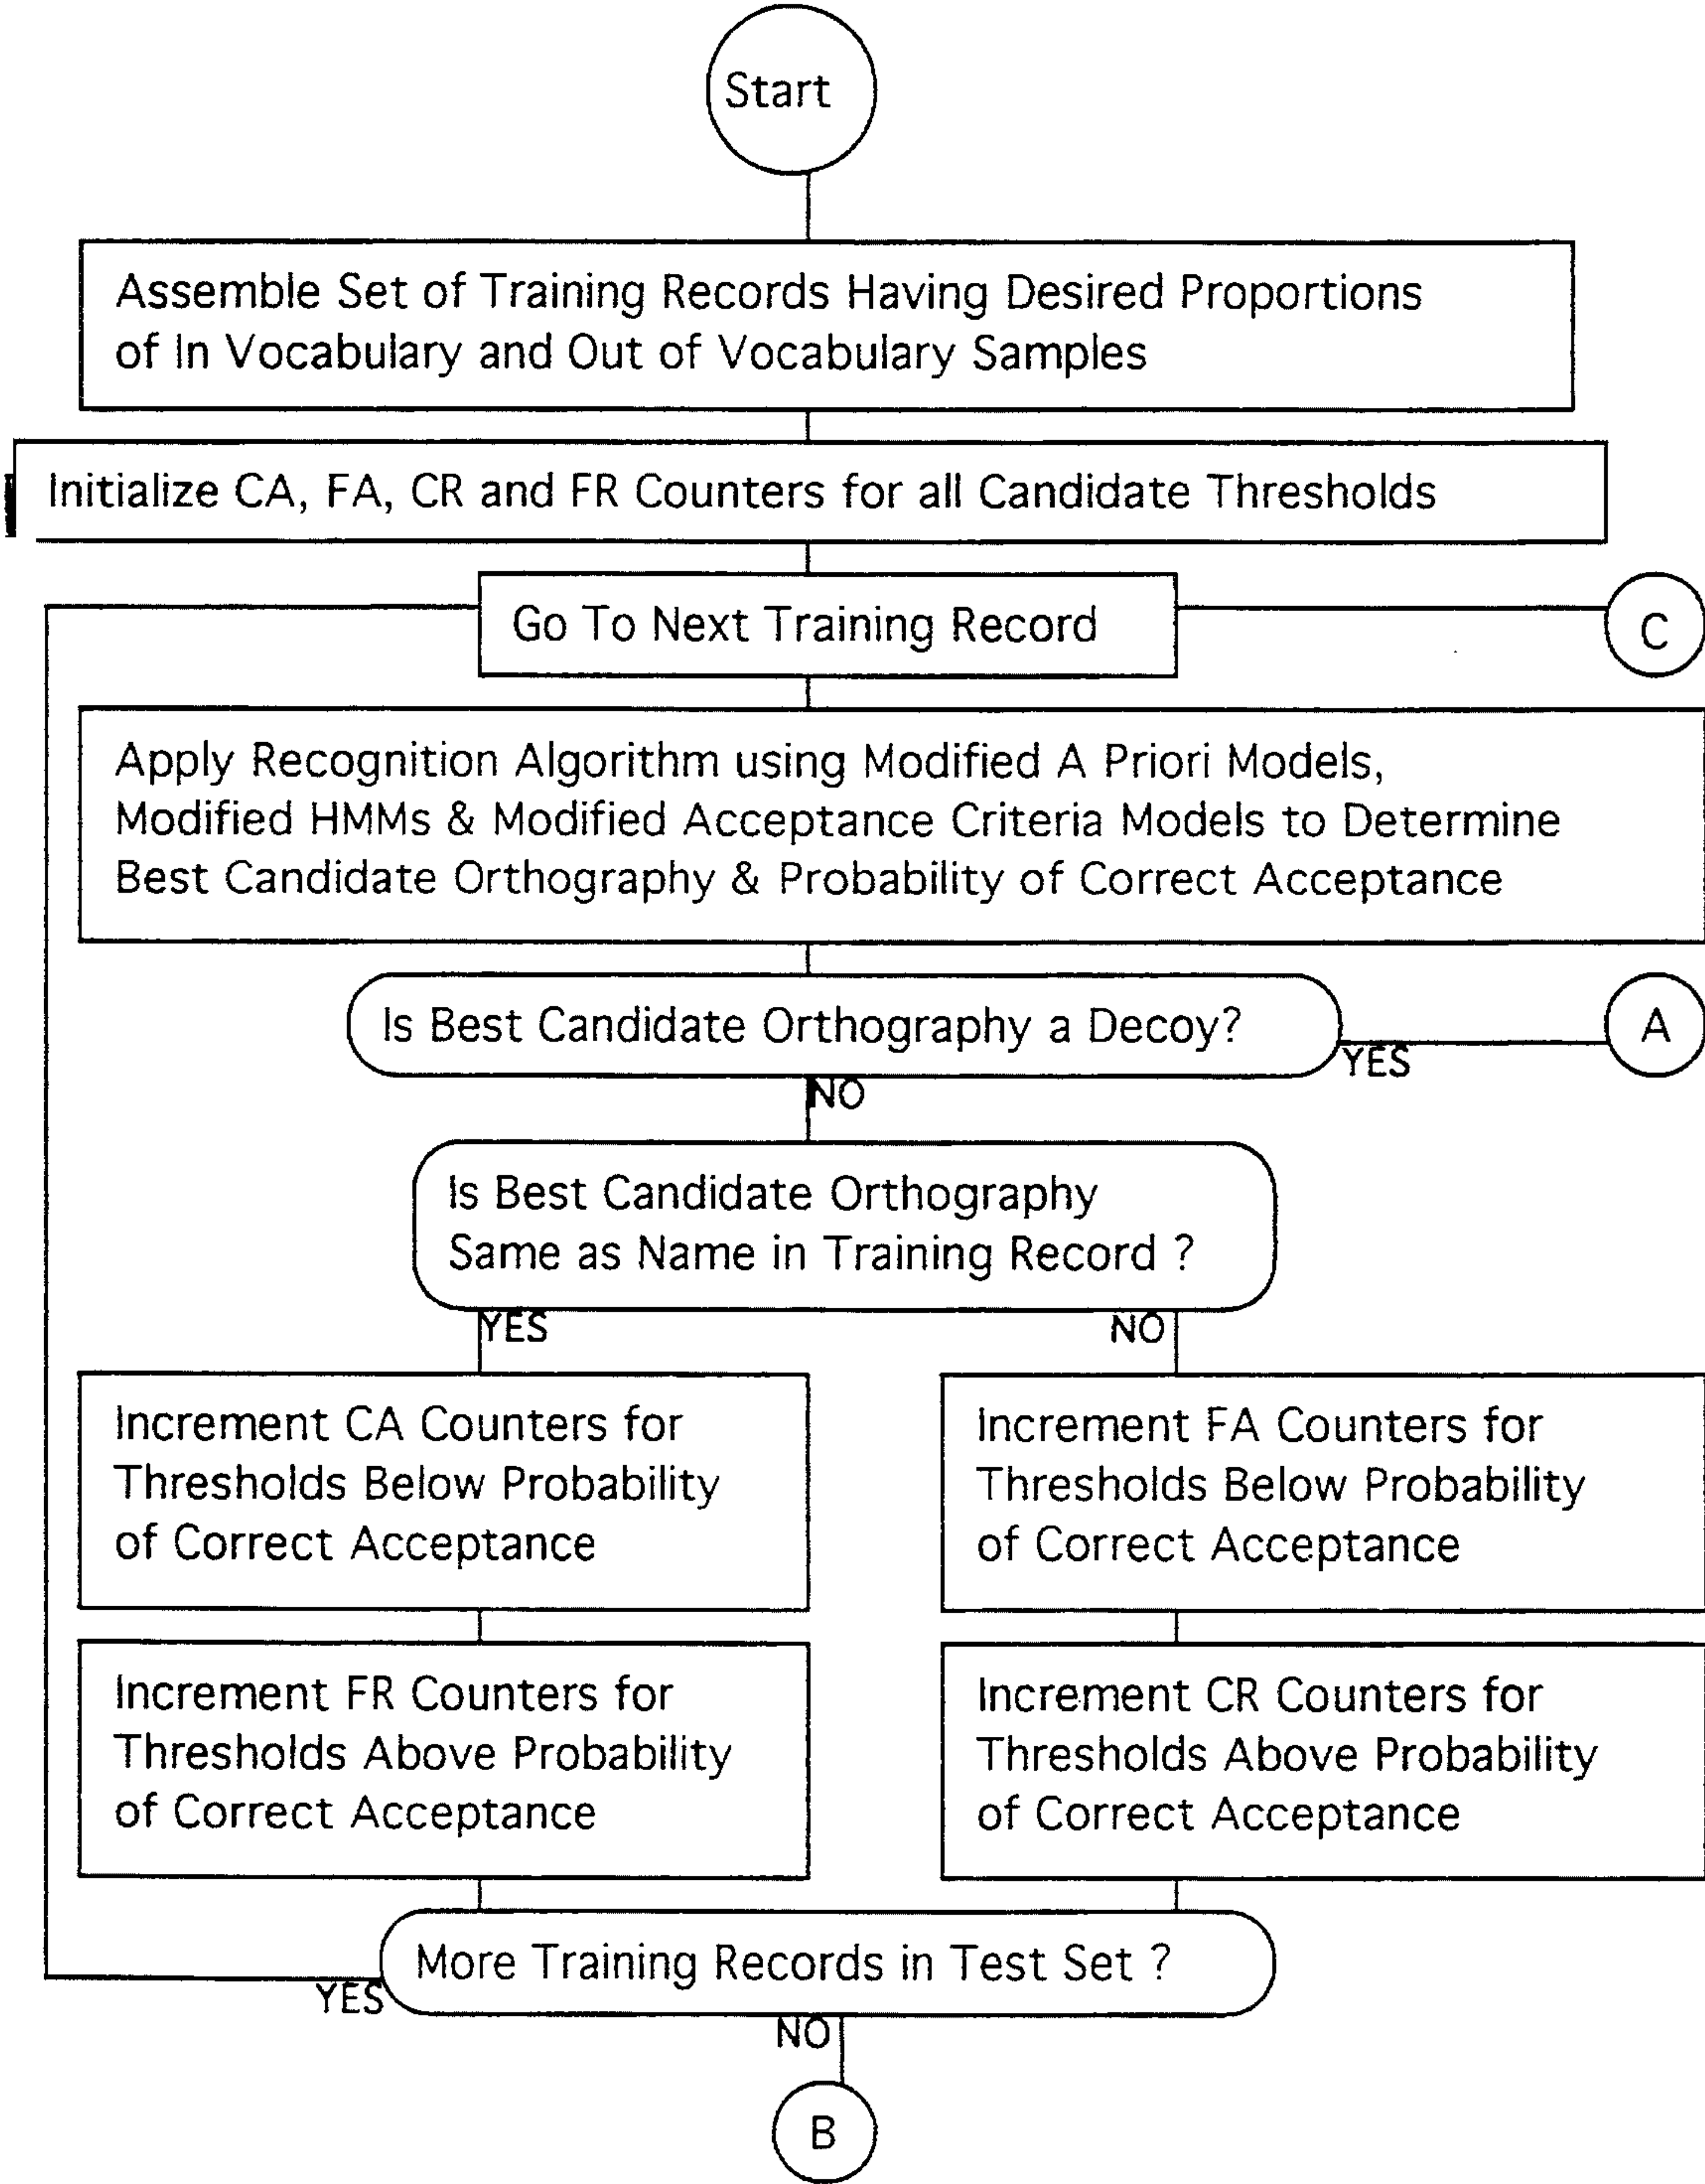 Start
Assemble Set of Training Records Having Desired Proportions
of In Vocabulary and Out of Vocabulary Samples
Initialize CA, FA, CR and FR Counters for all Candidate Thresholds
Go To Next Training Record
C
Apply Recognition Algorithm using Modified A Priori Models,
Modified HMMs & Modified Acceptance Criteria Models to Determine
Best Candidate Orthography & Probability of Correct Acceptance
Is Best Candidate Orthography a Decoy?
YES
A
NO
Is Best Candidate Orthography
Same as Name in Training Record ?
YES
NO
Increment CA Counters for
Thresholds Below Probability
of Correct Acceptance
Increment FA Counters for
Thresholds Below Probability
of Correct Acceptance
Increment FR Counters for
Thresholds Above Probability
of Correct Acceptance
Increment CR Counters for
Thresholds Above Probability
of Correct Acceptance
More Training Records in Test Set ?
YES
NO
B